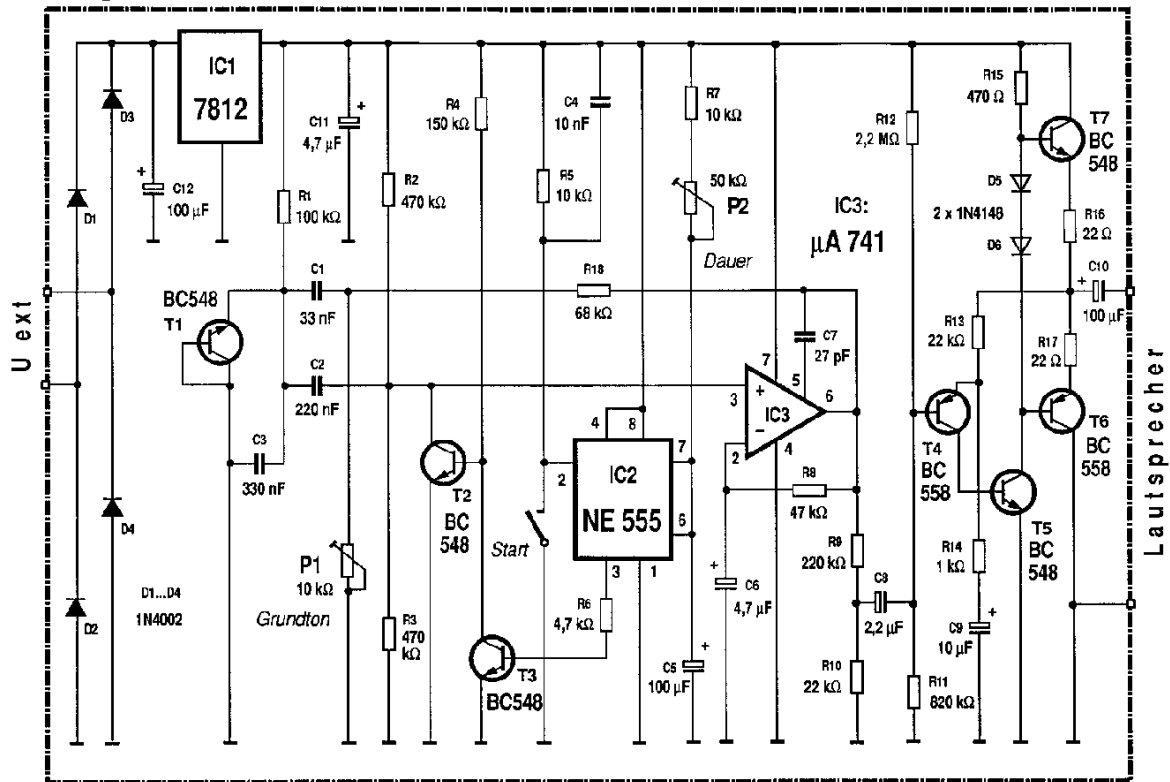 IC1
7812
D3
D1
C12
100 µF
C11
4,7 µF
+
+
R1
100 kΩ
R2
470 kΩ
R4
150 kΩ
C4
10 nF
R5
10 kΩ
R7
10 kΩ
50 kΩ
P2
Dauer
IC3:
µA 741
R12
2,2 MΩ
R15
470 Ω
T7
BC
548
D5
2 x 1N4148
D6
R16
22 Ω
C10
+
100 µF
U ext
BC548
T1
C1
33 nF
C2
220 nF
C3
330 nF
R18
68 kΩ
C7
27 pF
7
5
3
+
IC3
6
−
2
4
R13
22 kΩ
R17
22 Ω
T4
BC
558
T6
BC
558
Lautsprecher
T2
BC
548
4
8
7
2
IC2
NE 555
6
3
1
Start
R8
47 kΩ
R9
220 kΩ
C8
2,2 µF
R14
1 kΩ
T5
BC
548
D4
D2
D1...D4
1N4002
P1
10 kΩ
Grundton
R3
470
kΩ
T3
BC548
R6
4,7 kΩ
C6
+
4,7 µF
C5
+
100 µF
R10
22 kΩ
R11
820 kΩ
C9
+
10 µF